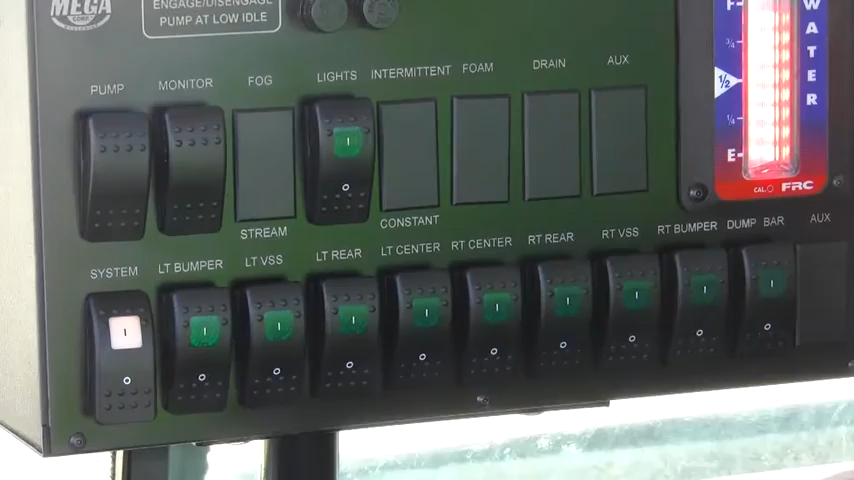 MEGA
CORP.
ENGAGE/DISENGAGE
PUMP AT LOW IDLE
PUMP MONITOR FOG LIGHTS INTERMITTENT FOAM DRAIN AUX
STREAM CONSTANT
SYSTEM LT BUMPER LT VSS LT REAR LT CENTER RT CENTER RT REAR RT VSS RT BUMPER DUMP BAR AUX
F
3/4
1/2
1/4
E
WATER
CAL. FRC